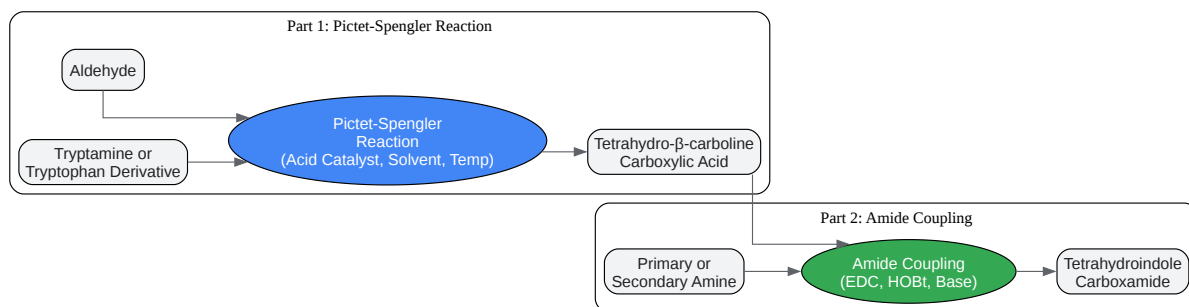 Part 1: Pictet-Spengler Reaction
Aldehyde
Pictet-Spengler
Reaction
(Acid Catalyst, Solvent, Temp)
Tryptamine or
Tryptophan Derivative
Tetrahydro-β-carboline
Carboxylic Acid
Part 2: Amide Coupling
Primary or
Secondary Amine
Amide Coupling
(EDC, HOBt, Base)
Tetrahydroindole
Carboxamide